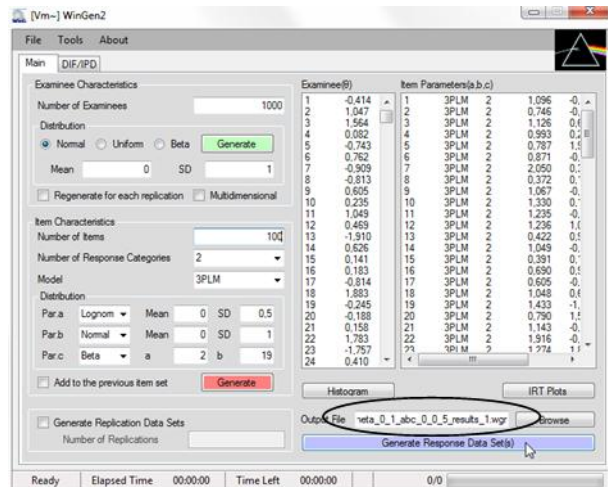 [Vm~] WinGen2
File Tools About
Main DIF/IPD
Examinee Characteristics
Number of Examinees 1000
Distribution
Normal Uniform Beta Generate
Mean 0 SD 1
Regenerate for each replication Multidimensional
Item Characteristics
Number of Items 100
Number of Response Categories 2
Model 3PLM
Distribution
Par.a Lognom Mean 0 SD 0,5
Par.b Normal Mean 0 SD 1
Par.c Beta a 2 b 19
Add to the previous item set Generate
Generate Replication Data Sets
Number of Replications
Examinee(θ)
1 -0,414
2 1,047
3 1,564
4 0,082
5 -0,743
6 0,762
7 -0,909
8 -0,813
9 0,605
10 0,235
11 1,049
12 0,469
13 -1,910
14 0,626
15 0,141
16 0,183
17 -0,814
18 1,883
19 -0,245
20 -0,188
21 0,158
22 1,783
23 -1,757
24 0,410
Item Parameters(a,b,c)
1 3PLM 2 1,096 -0,
2 3PLM 2 0,746 -0,
3 3PLM 2 1,126
4 3PLM 2 0,993
5 3PLM 2 0,787
6 3PLM 2 0,871 -0,
7 3PLM 2 2,050
8 3PLM 2 0,372
9 3PLM 2 1,067 -0,
10 3PLM 2 1,330
11 3PLM 2 1,235 -0,
12 3PLM 2 1,236
13 3PLM 2 0,422
14 3PLM 2 1,049 -0,
15 3PLM 2 0,391
16 3PLM 2 0,690
17 3PLM 2 0,605 -0,
18 3PLM 2 1,048
19 3PLM 2 1,433 -1,
20 3PLM 2 0,790
21 3PLM 2 1,143 -0,
22 3PLM 2 1,916 -0,
23 3PLM 2 1,274
Histogram IRT Plots
Output File neta_0_1_abc_0_0_5_results_1.wgr Browse
Generate Response Data Set(s)
Ready Elapsed Time 00:00:00 Time Left 00:00:00 0/0